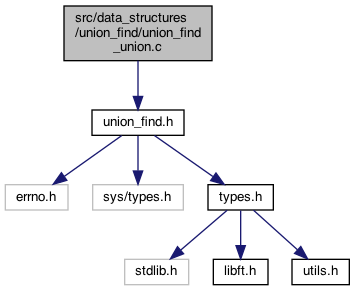 src/data_structures
/union_find/union_find
_union.c
union_find.h
errno.h
sys/types.h
types.h
stdlib.h
libft.h
utils.h